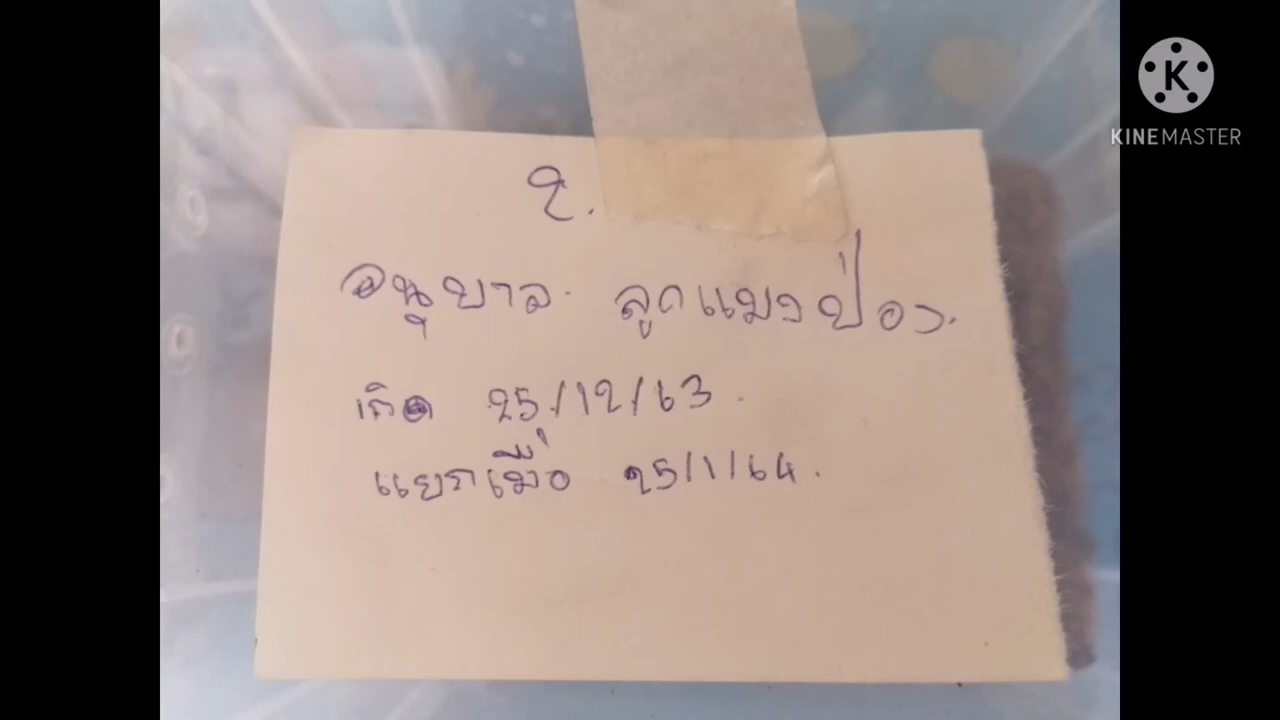 2.
อนุบาล ลูกแมงป่อง.
เกิด 25/12/63
แยกเมื่อ 25/1/64.
KINEMASTER